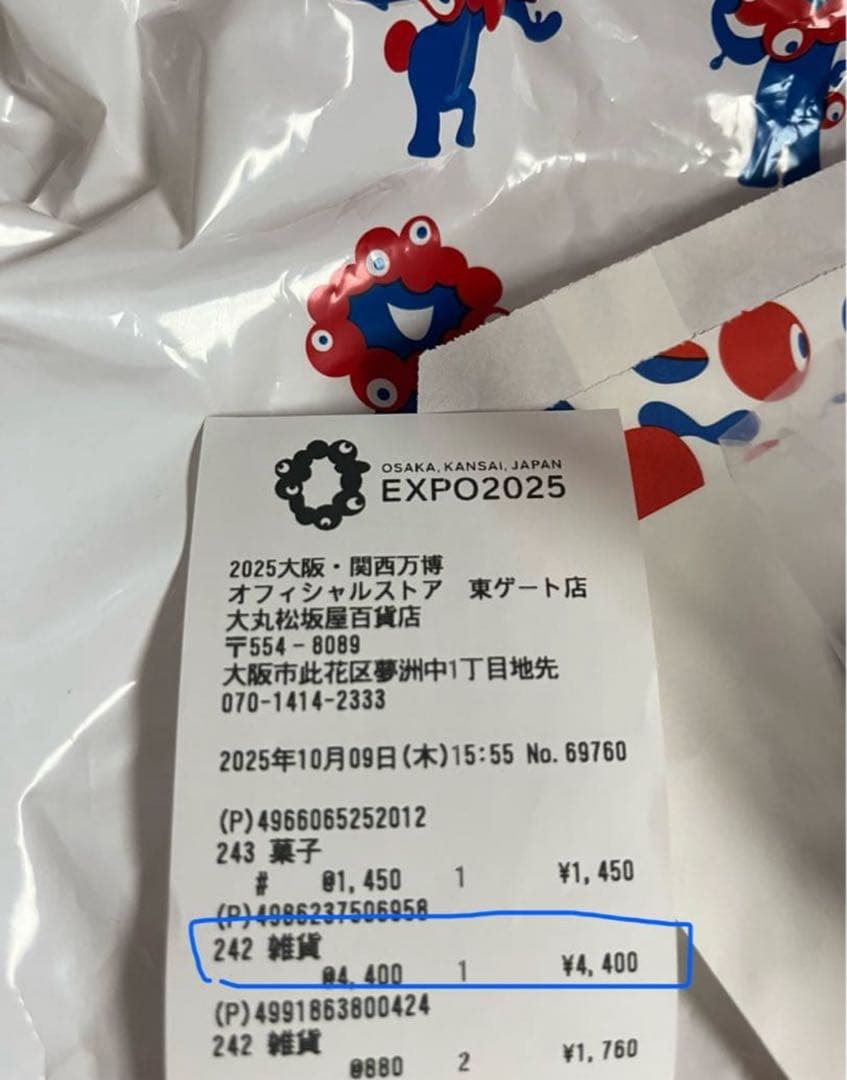 OSAKA, KANSAI, JAPAN
EXPO2025
2025大阪・関西万博
オフィシャルストア 東ゲート店
大丸松坂屋百貨店
〒554-8089
大阪市此花区夢洲中1丁目地先
070-1414-2333
2025年10月09日(木)15:55 No.69760
(P)4966065252012
243 菓子
# @1,450 1 ¥1,450
(P)4986237506958
242 雑貨
@4,400 1 ¥4,400
(P)4991863800424
242 雑貨
@880 2 ¥1,760